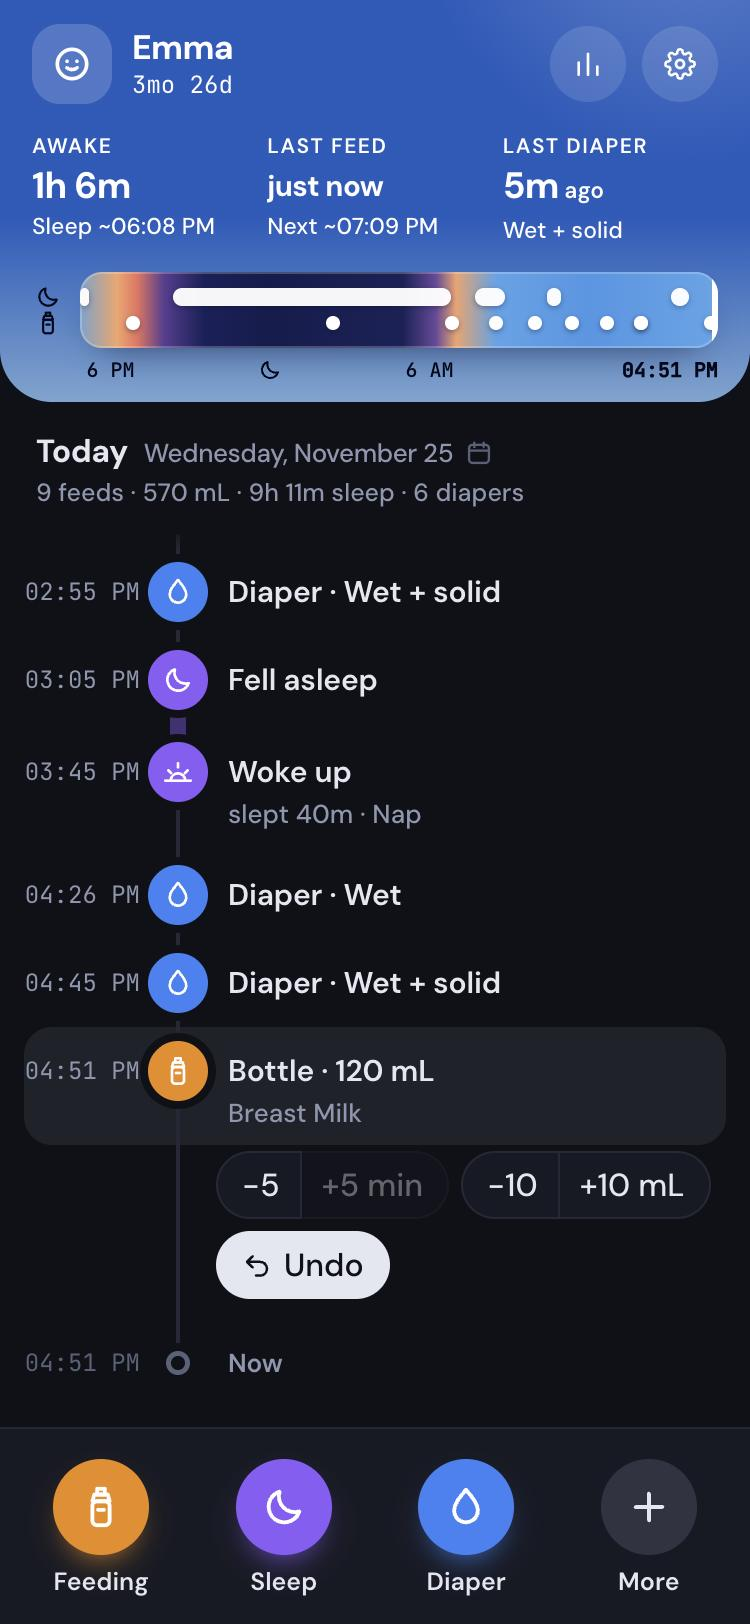 Emma
3mo 26d
AWAKE
1h 6m
Sleep ~06:08 PM
LAST FEED
just now
Next ~07:09 PM
LAST DIAPER
5m ago
Wet + solid
6 PM 6 AM 04:51 PM
Today Wednesday, November 25
9 feeds · 570 mL · 9h 11m sleep · 6 diapers
02:55 PM Diaper · Wet + solid
03:05 PM Fell asleep
03:45 PM Woke up
slept 40m · Nap
04:26 PM Diaper · Wet
04:45 PM Diaper · Wet + solid
04:51 PM Bottle · 120 mL
Breast Milk
−5 +5 min −10 +10 mL
Undo
04:51 PM Now
Feeding Sleep Diaper More